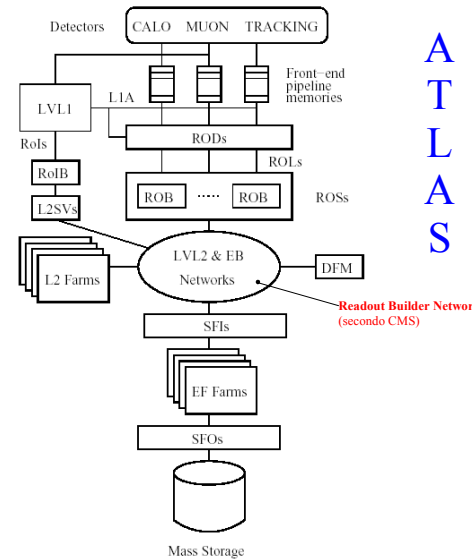 Detectors
CALO MUON TRACKING
A
T
L
A
S
Front-end
pipeline
memories
L1A
LVL1
RoIs
RODs
ROLs
RoIB
ROB ..... ROB
ROSs
L2SVs
LVL2 & EB
Networks
L2 Farms
DFM
Readout Builder Networ
(secondo CMS)
SFIs
EF Farms
SFOs
Mass Storage